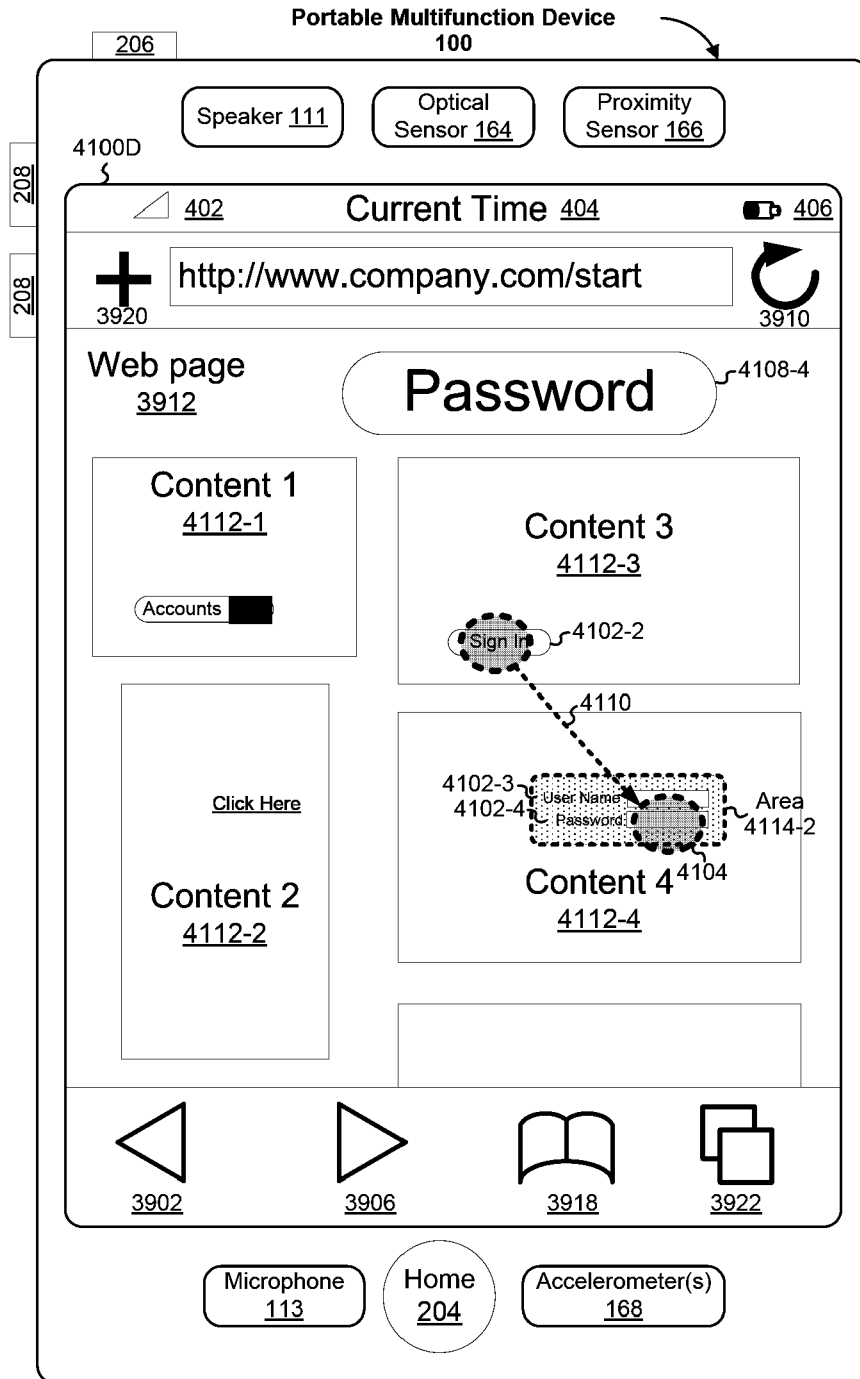 Portable Multifunction Device
100
206
Speaker 111
Optical
Sensor 164
Proximity
Sensor 166
208
4100D
402
Current Time 404
406
208
http://www.company.com/start
3920
3910
Web page
3912
Password
4108-4
Content 1
4112-1
Accounts
Content 3
4112-3
Sign In
4102-2
4110
Click Here
Content 2
4112-2
4102-3
User Name
4102-4
Password:
Area
4114-2
4104
Content 4
4112-4
3902
3906
3918
3922
Microphone
113
Home
204
Accelerometer(s)
168